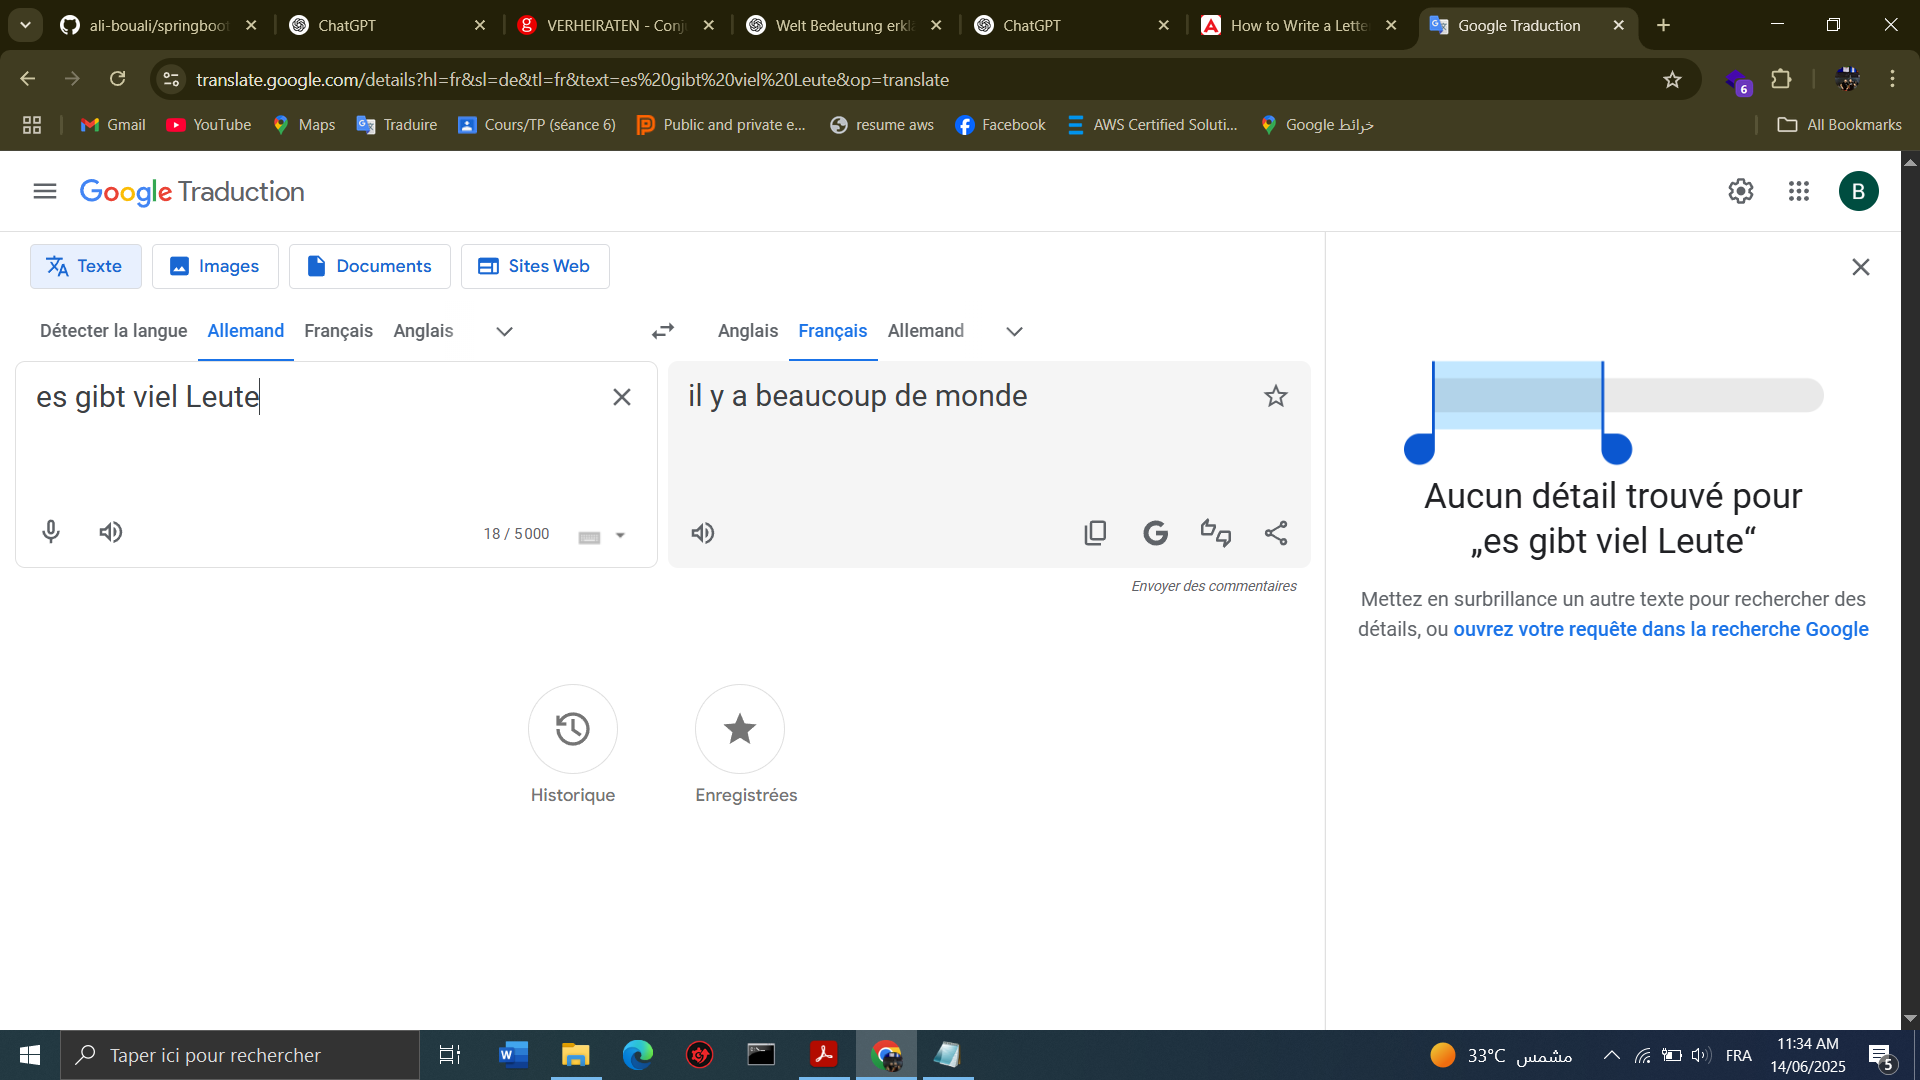 ali-bouali/springboot
ChatGPT
VERHEIRATEN - Conj
Welt Bedeutung erkl
ChatGPT
How to Write a Lette
Google Traduction
translate.google.com/details?hl=fr&sl=de&tl=fr&text=es%20gibt%20viel%20Leute&op=translate
6
Gmail
YouTube
Maps
Traduire
Cours/TP (séance 6)
Public and private e...
resume aws
Facebook
AWS Certified Soluti...
خرائط Google
All Bookmarks
Google Traduction
B
Texte
Images
Documents
Sites Web
Détecter la langue
Allemand
Français
Anglais
Anglais
Français
Allemand
es gibt viel Leute
il y a beaucoup de monde
18 / 5 000
Envoyer des commentaires
Aucun détail trouvé pour
„es gibt viel Leute“
Mettez en surbrillance un autre texte pour rechercher des
détails, ou ouvrez votre requête dans la recherche Google
Historique
Enregistrées
Taper ici pour rechercher
33°C مشمس
FRA
11:34 AM
14/06/2025
5